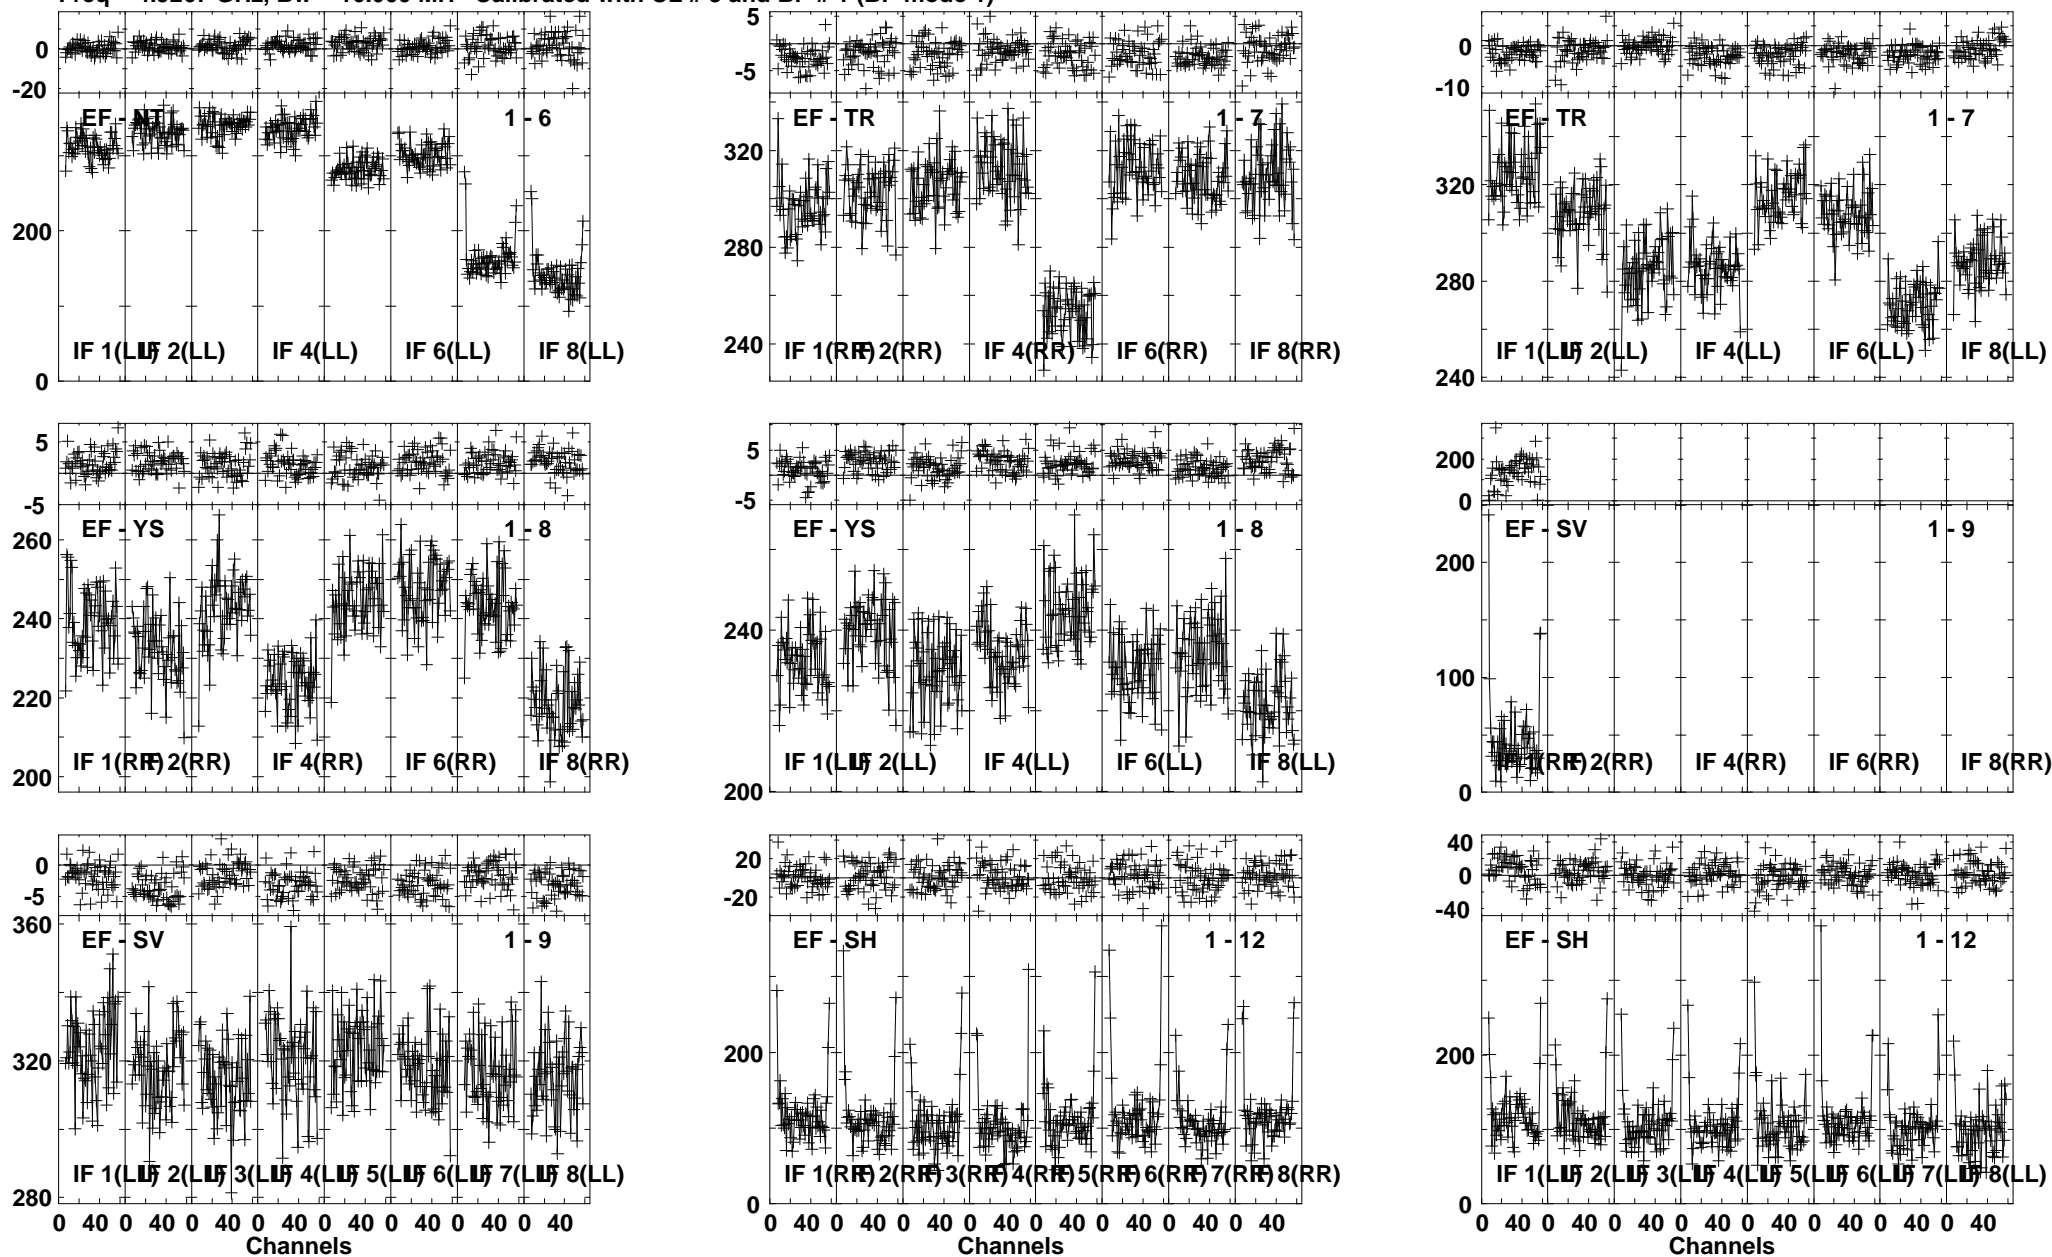 5
0
-20
-5
0
-10
EF - NT
1 - 6
EF - TR
1 - 7
EF - TR
1 - 7
320
320
200
280
280
240
0
240
IF 1(LL) IF 2(LL) IF 4(LL) IF 6(LL) IF 8(LL)
IF 1(RR) IF 2(RR) IF 4(RR) IF 6(RR) IF 8(RR)
IF 1(LL) IF 2(LL) IF 4(LL) IF 6(LL) IF 8(LL)
5
-5
5
-5
200
0
EF - YS
1 - 8
EF - YS
1 - 8
EF - SV
1 - 9
260
240
220
200
240
200
200
100
0
IF 1(RR) IF 2(RR) IF 4(RR) IF 6(RR) IF 8(RR)
IF 1(LL) IF 2(LL) IF 4(LL) IF 6(LL) IF 8(LL)
1(RR) 2(RR) IF 4(RR) IF 6(RR) IF 8(RR)
0
-5
20
-20
40
0
-40
EF - SV
1 - 9
EF - SH
1 - 12
EF - SH
1 - 12
360
320
280
200
0
200
0
IF 1(LL) IF 2(LL) IF 3(LL) IF 4(LL) IF 5(LL) IF 6(LL) IF 7(LL) IF 8(LL)
IF 1(RR) IF 2(RR) IF 3(RR) IF 4(RR) IF 5(RR) IF 6(RR) IF 7(RR) IF 8(RR)
IF 1(LL) IF 2(LL) IF 3(LL) IF 4(LL) IF 5(LL) IF 6(LL) IF 7(LL) IF 8(LL)
0 40 0 40 0 40 0 40 0 40 0 40 0 40 0 40
0 40 0 40 0 40 0 40 0 40 0 40 0 40 0 40
0 40 0 40 0 40 0 40 0 40 0 40 0 40 0 40
Channels
Channels